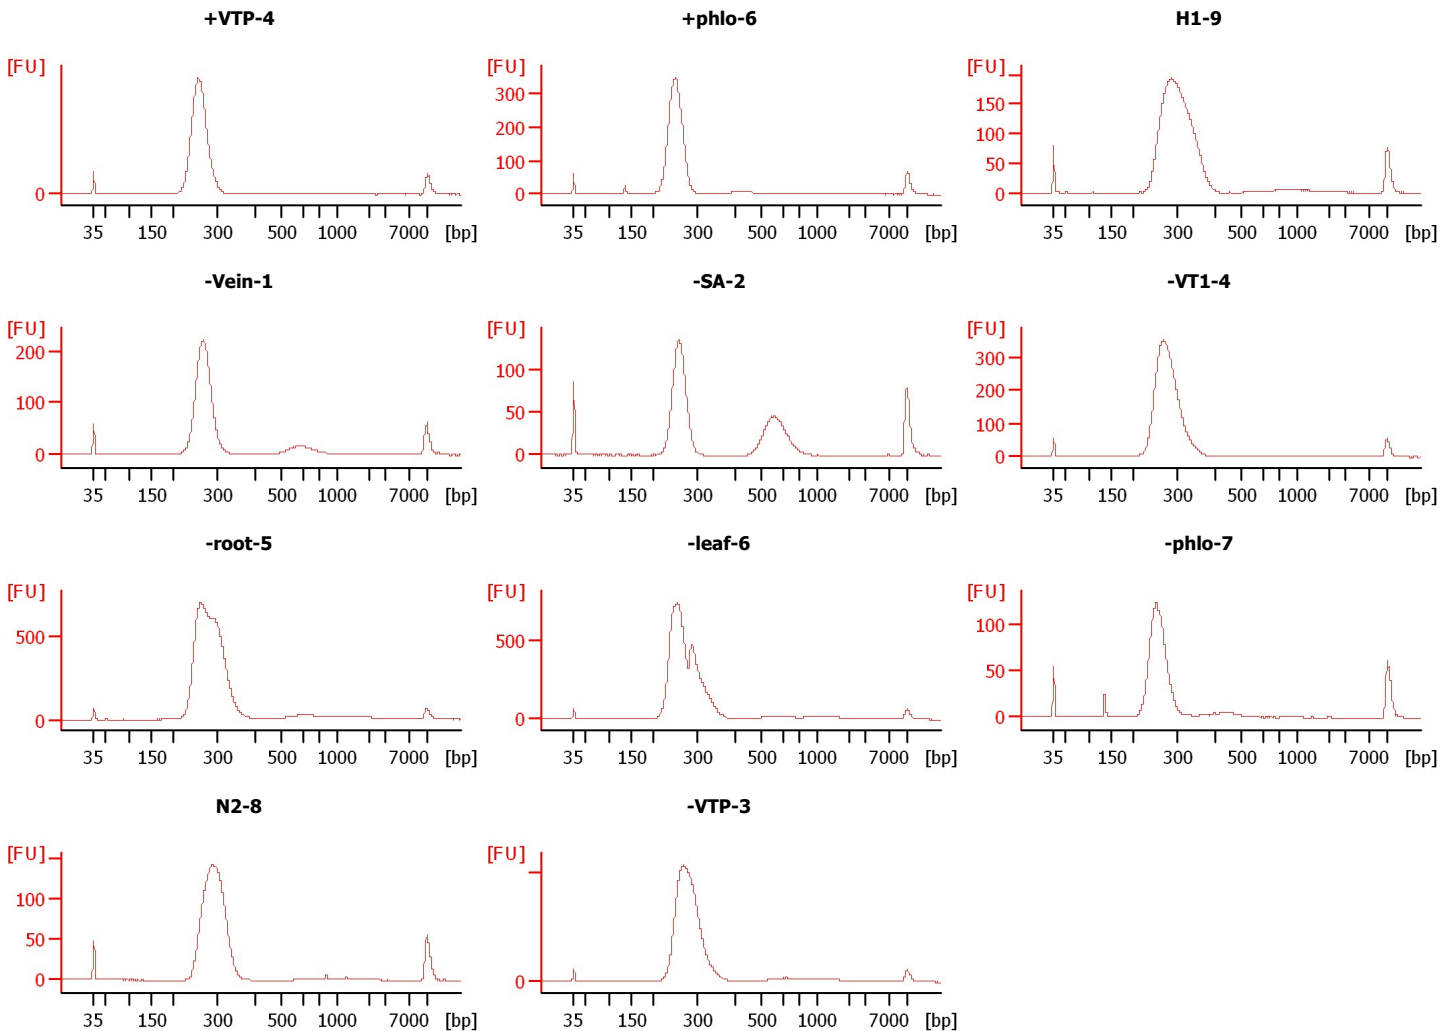 +VTP-4 +phlo-6 H1-9
[FU] [FU] [FU]
300 150
200 100
100 50
0 0 0
35 150 300 500 1000 7000 [bp] 35 150 300 500 1000 7000 [bp] 35 150 300 500 1000 7000 [bp]
-Vein-1 -SA-2 -VT1-4
[FU] [FU] [FU]
200 100 300
100 50 200
0 0 100
0
35 150 300 500 1000 7000 [bp] 35 150 300 500 1000 7000 [bp] 35 150 300 500 1000 7000 [bp]
-root-5 -leaf-6 -phlo-7
[FU] [FU] [FU]
500 500 100
0 0 50
0
35 150 300 500 1000 7000 [bp] 35 150 300 500 1000 7000 [bp] 35 150 300 500 1000 7000 [bp]
N2-8 -VTP-3
[FU] [FU]
100
50
0 0
35 150 300 500 1000 7000 [bp] 35 150 300 500 1000 7000 [bp]